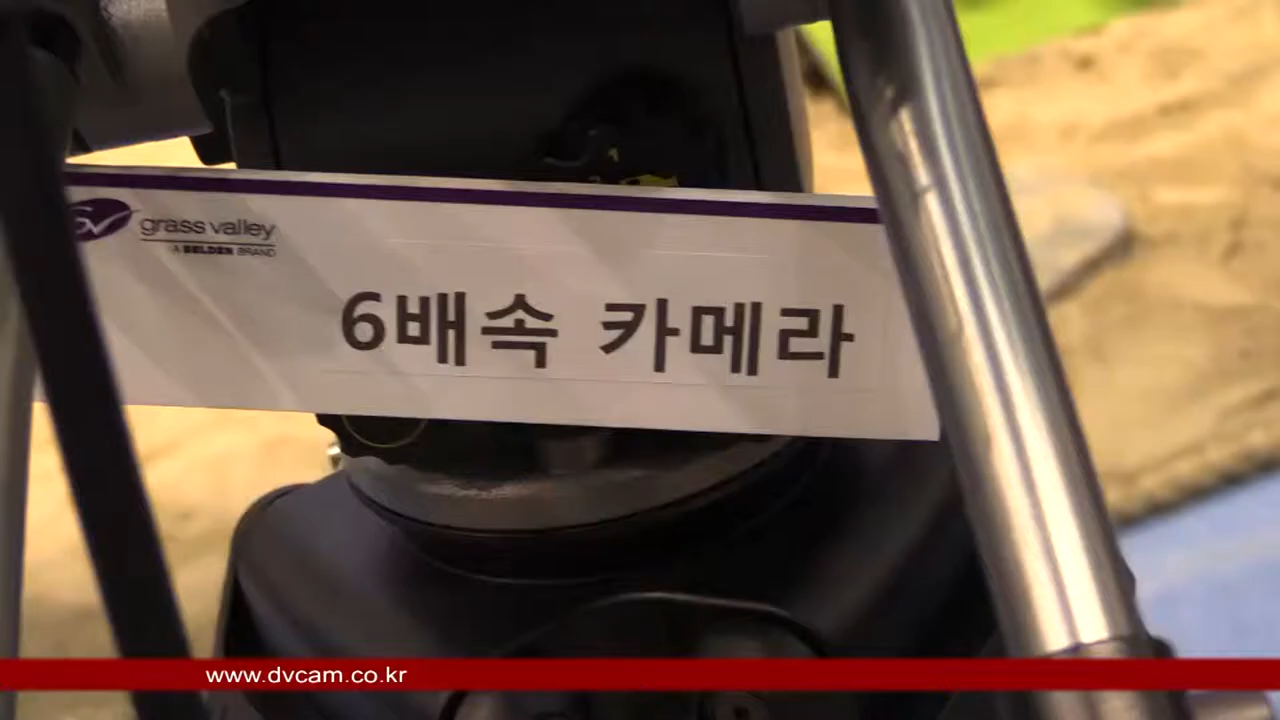 grass valley
A BELDEN BRAND
6배속 카메라
www.dvcam.co.kr